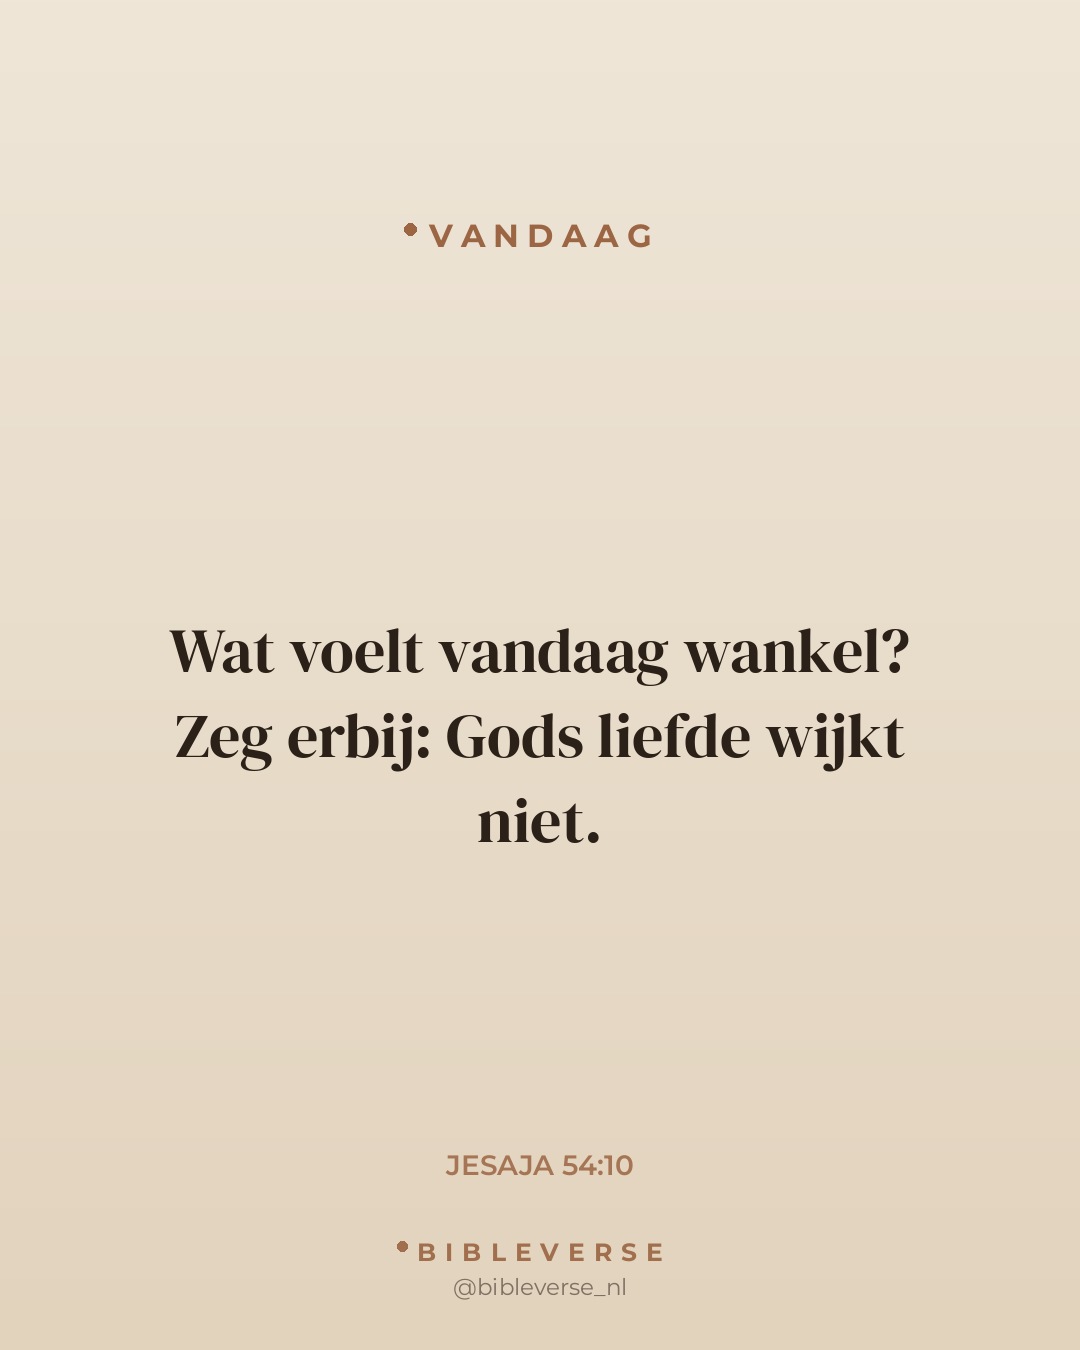 VANDAAG
Wat voelt vandaag wankel?
Zeg erbij: Gods liefde wijkt
niet.
JESAJA 54:10
BIBLEVERSE
@bibleverse_nl